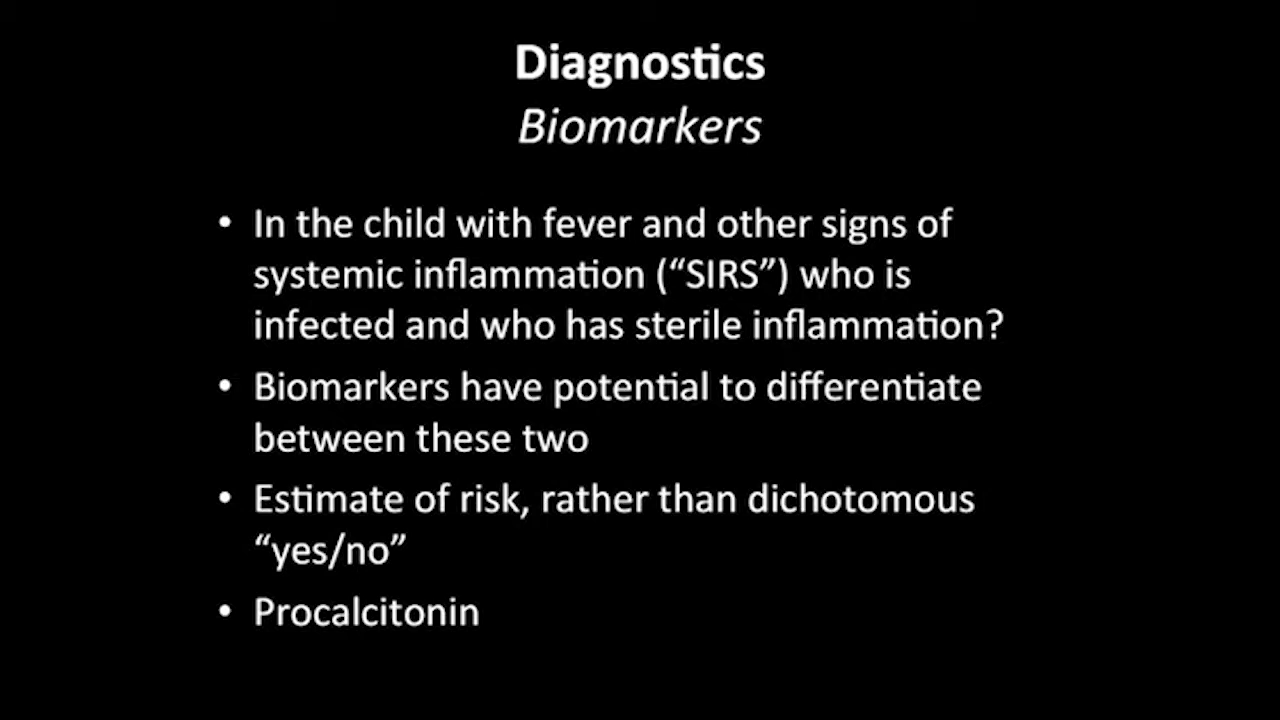 Diagnostics
Biomarkers
• In the child with fever and other signs of
systemic inflammation (“SIRS”) who is
infected and who has sterile inflammation?
• Biomarkers have potential to differentiate
between these two
• Estimate of risk, rather than dichotomous
“yes/no”
• Procalcitonin